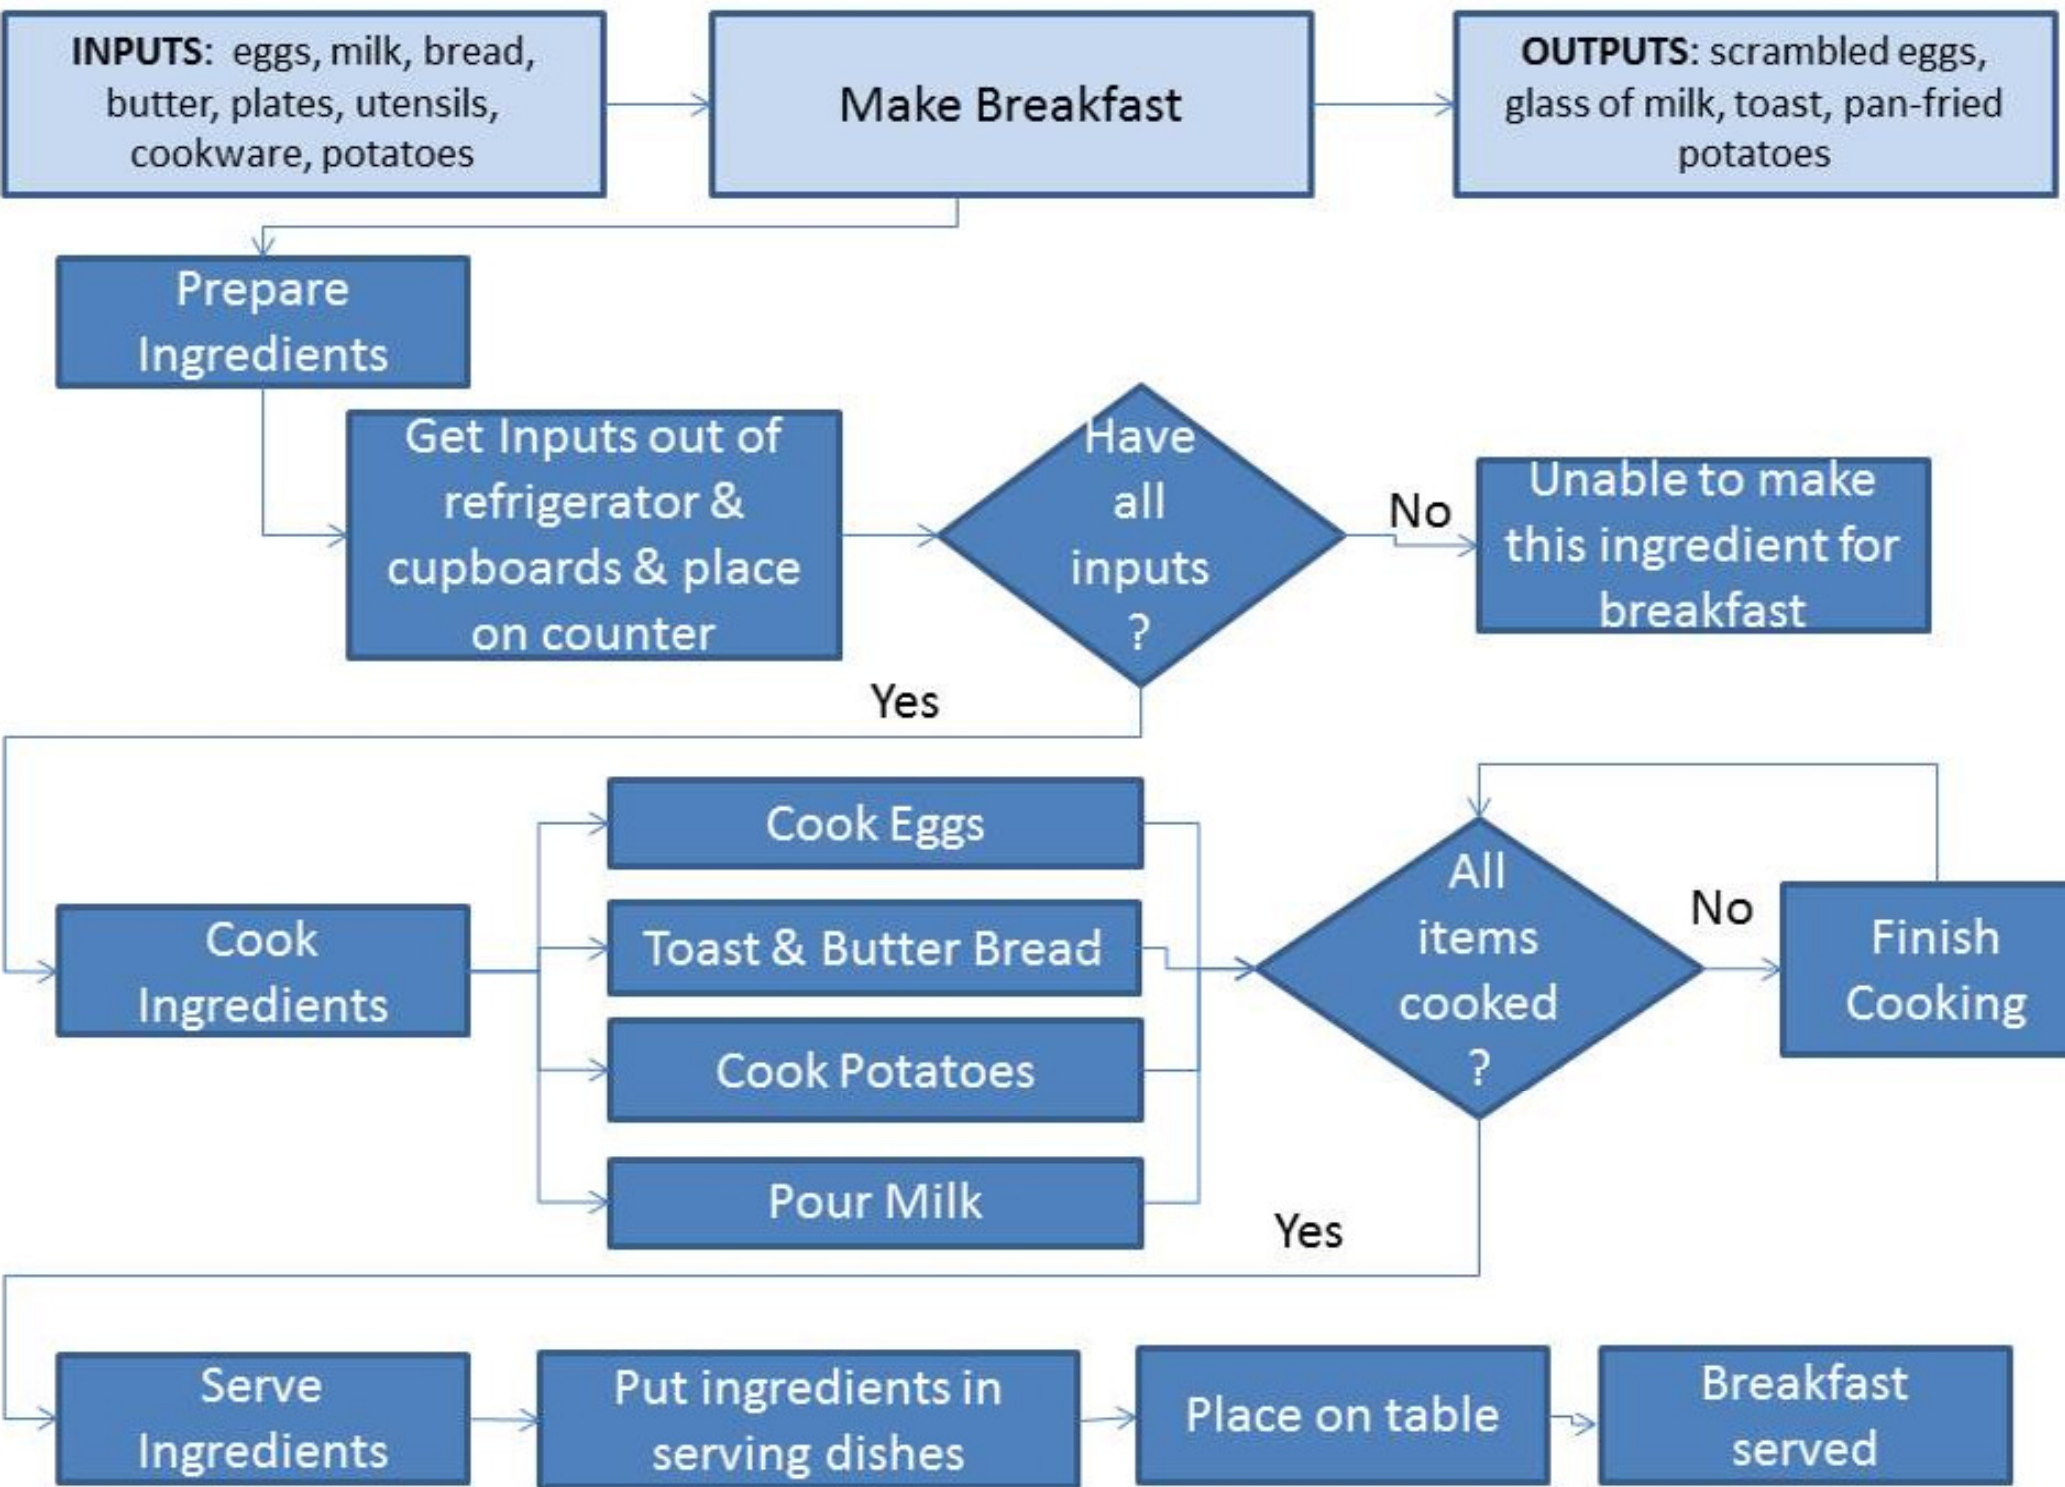 INPUTS: eggs, milk, bread,
butter, plates, utensils,
cookware, potatoes
Make Breakfast
OUTPUTS: scrambled eggs,
glass of milk, toast, pan-fried
potatoes
Prepare
Ingredients
Get Inputs out of
refrigerator &
cupboards & place
on counter
Have
all
inputs
?
No
Unable to make
this ingredient for
breakfast
Yes
Cook
Ingredients
Cook Eggs
Toast & Butter Bread
Cook Potatoes
Pour Milk
All
items
cooked
?
No
Finish
Cooking
Yes
Serve
Ingredients
Put ingredients in
serving dishes
Place on table
Breakfast
served